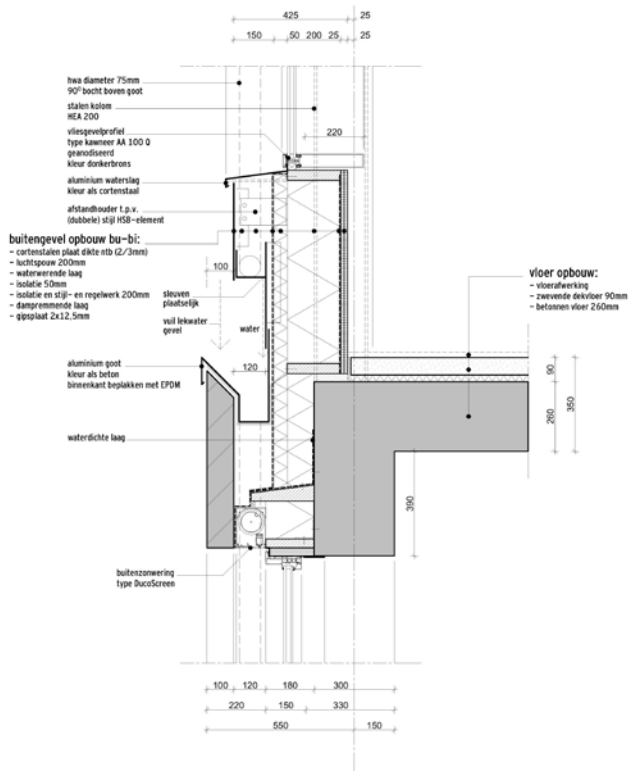 425
25
150
50 200 25
25
hwa diameter 75mm
90° bocht boven goot
stalen kolom
HEA 200
220
vliesgevelprofiel
type kawneer AA 100 Q
geanodiseerd
kleur donkerbrons
aluminium waterslag
kleur als cortenstaal
afstandhouder t.p.v.
(dubbele) stijl HSB-element
buitengevel opbouw bu-bi:
- cortenstalen plaat dikte ntb (2/3mm)
- luchtspouw 200mm
- waterwerende laag
- isolatie 50mm
- isolatie en stijl- en regelwerk 200mm
- dampremmende laag
- gipsplaat 2x12,5mm
100
sleuven
plaatselijk
vuil lekwater
gevel
water
vloer opbouw:
- vloerafwerking
- zwevende dekvloer 90mm
- betonnen vloer 260mm
aluminium goot
kleur als beton
binnenkant beplakken met EPDM
120
90
260
350
waterdichte laag
390
buitenzonwering
type DucoScreen
100 120 180 300
220 150 330
550 150